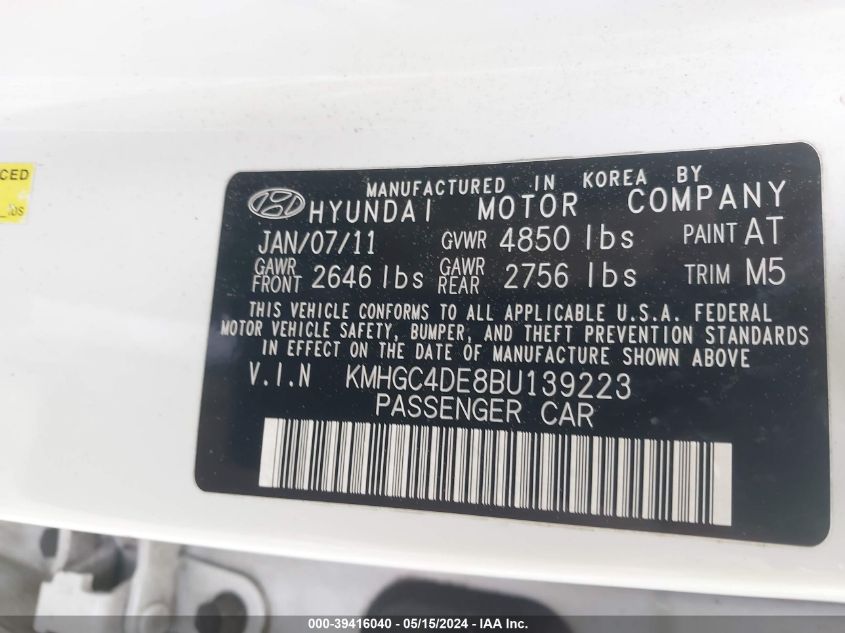 CED
MANUFACTURED IN KOREA BY
HYUNDAI MOTOR COMPANY
JAN/07/11 GVWR 4850 lbs PAINT AT
GAWR FRONT 2646 lbs GAWR REAR 2756 lbs TRIM M5
THIS VEHICLE CONFORMS TO ALL APPLICABLE U.S.A. FEDERAL
MOTOR VEHICLE SAFETY, BUMPER, AND THEFT PREVENTION STANDARDS
IN EFFECT ON THE DATE OF MANUFACTURE SHOWN ABOVE
V.I.N KMHGC4DE8BU139223
PASSENGER CAR
000-39416040 - 05/15/2024 - IAA Inc.